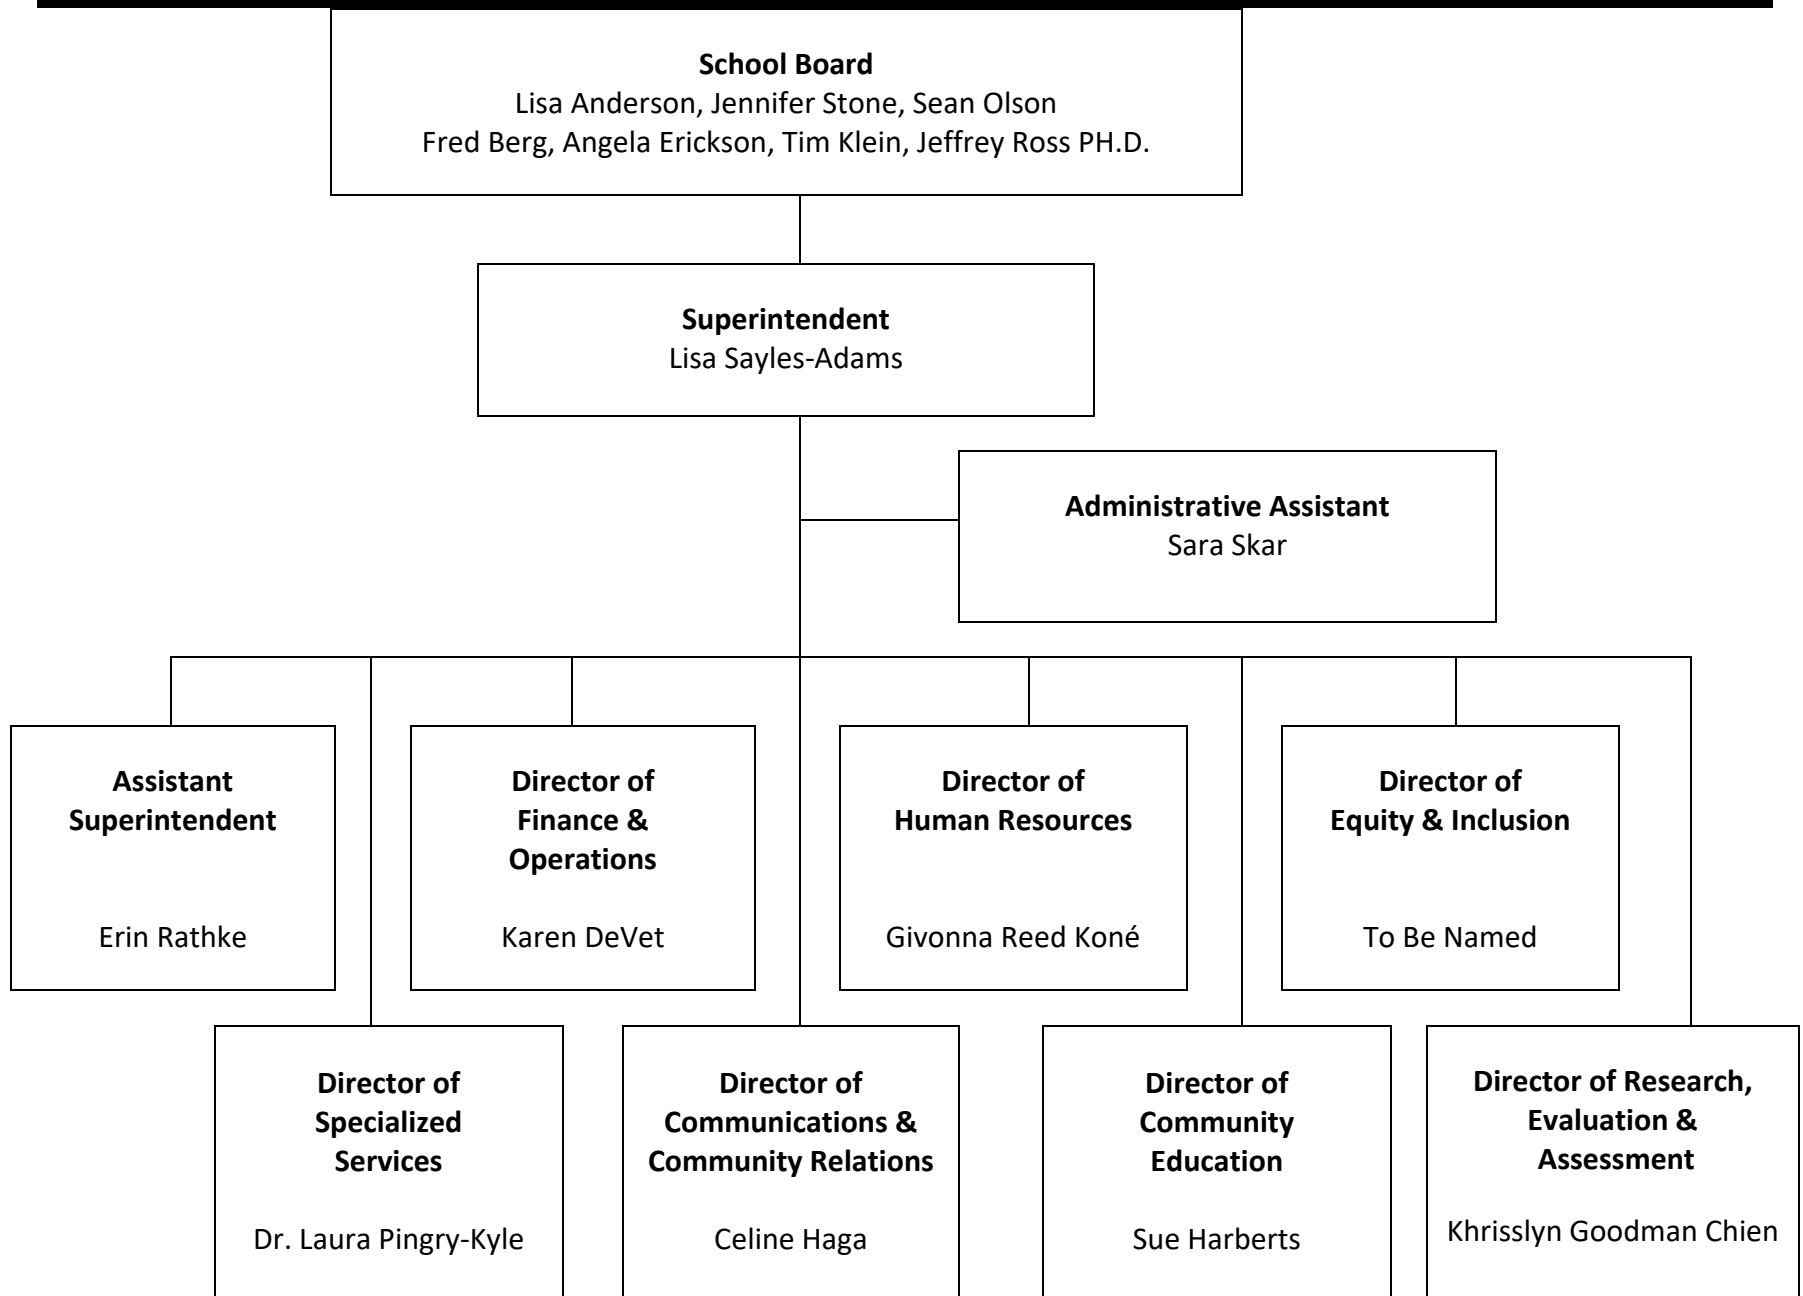 School Board
Lisa Anderson, Jennifer Stone, Sean Olson
Fred Berg, Angela Erickson, Tim Klein, Jeffrey Ross PH.D.
Superintendent
Lisa Sayles-Adams
Administrative Assistant
Sara Skar
Assistant
Superintendent
Erin Rathke
Director of
Finance &
Operations
Karen DeVet
Director of
Human Resources
Givonna Reed Koné
Director of
Equity & Inclusion
To Be Named
Director of
Specialized
Services
Dr. Laura Pingry-Kyle
Director of
Communications &
Community Relations
Celine Haga
Director of
Community
Education
Sue Harberts
Director of Research,
Evaluation &
Assessment
Khrisslyn Goodman Chien